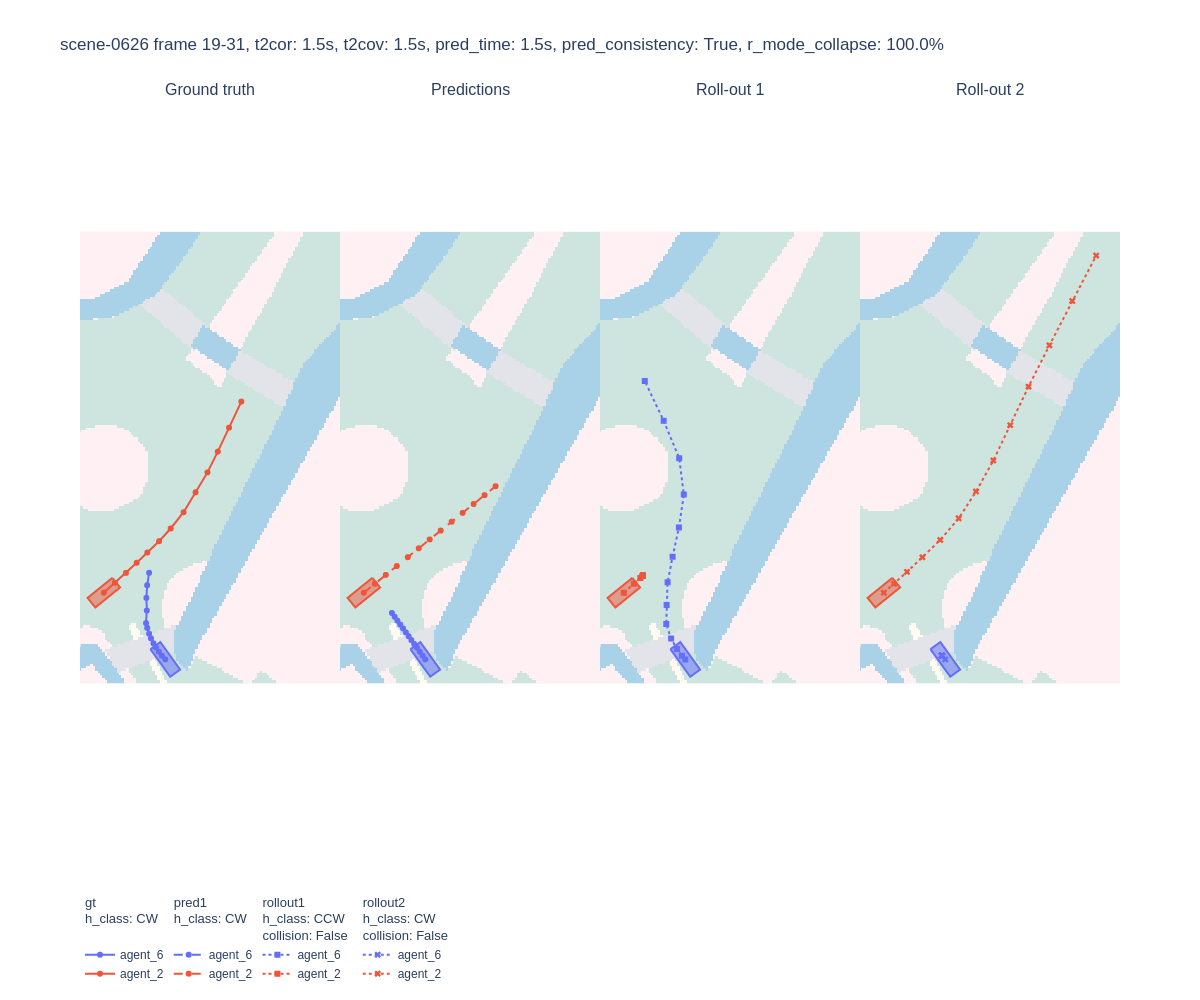 scene-0626 frame 19-31, t2cor: 1.5s, t2cov: 1.5s, pred_time: 1.5s, pred_consistency: True, r_mode_collapse: 100.0%
Ground truth
Predictions
Roll-out 1
Roll-out 2
gt
h_class: CW
agent_6
agent_2
pred1
h_class: CW
agent_6
agent_2
rollout1
h_class: CCW
collision: False
agent_6
agent_2
rollout2
h_class: CW
collision: False
agent_6
agent_2